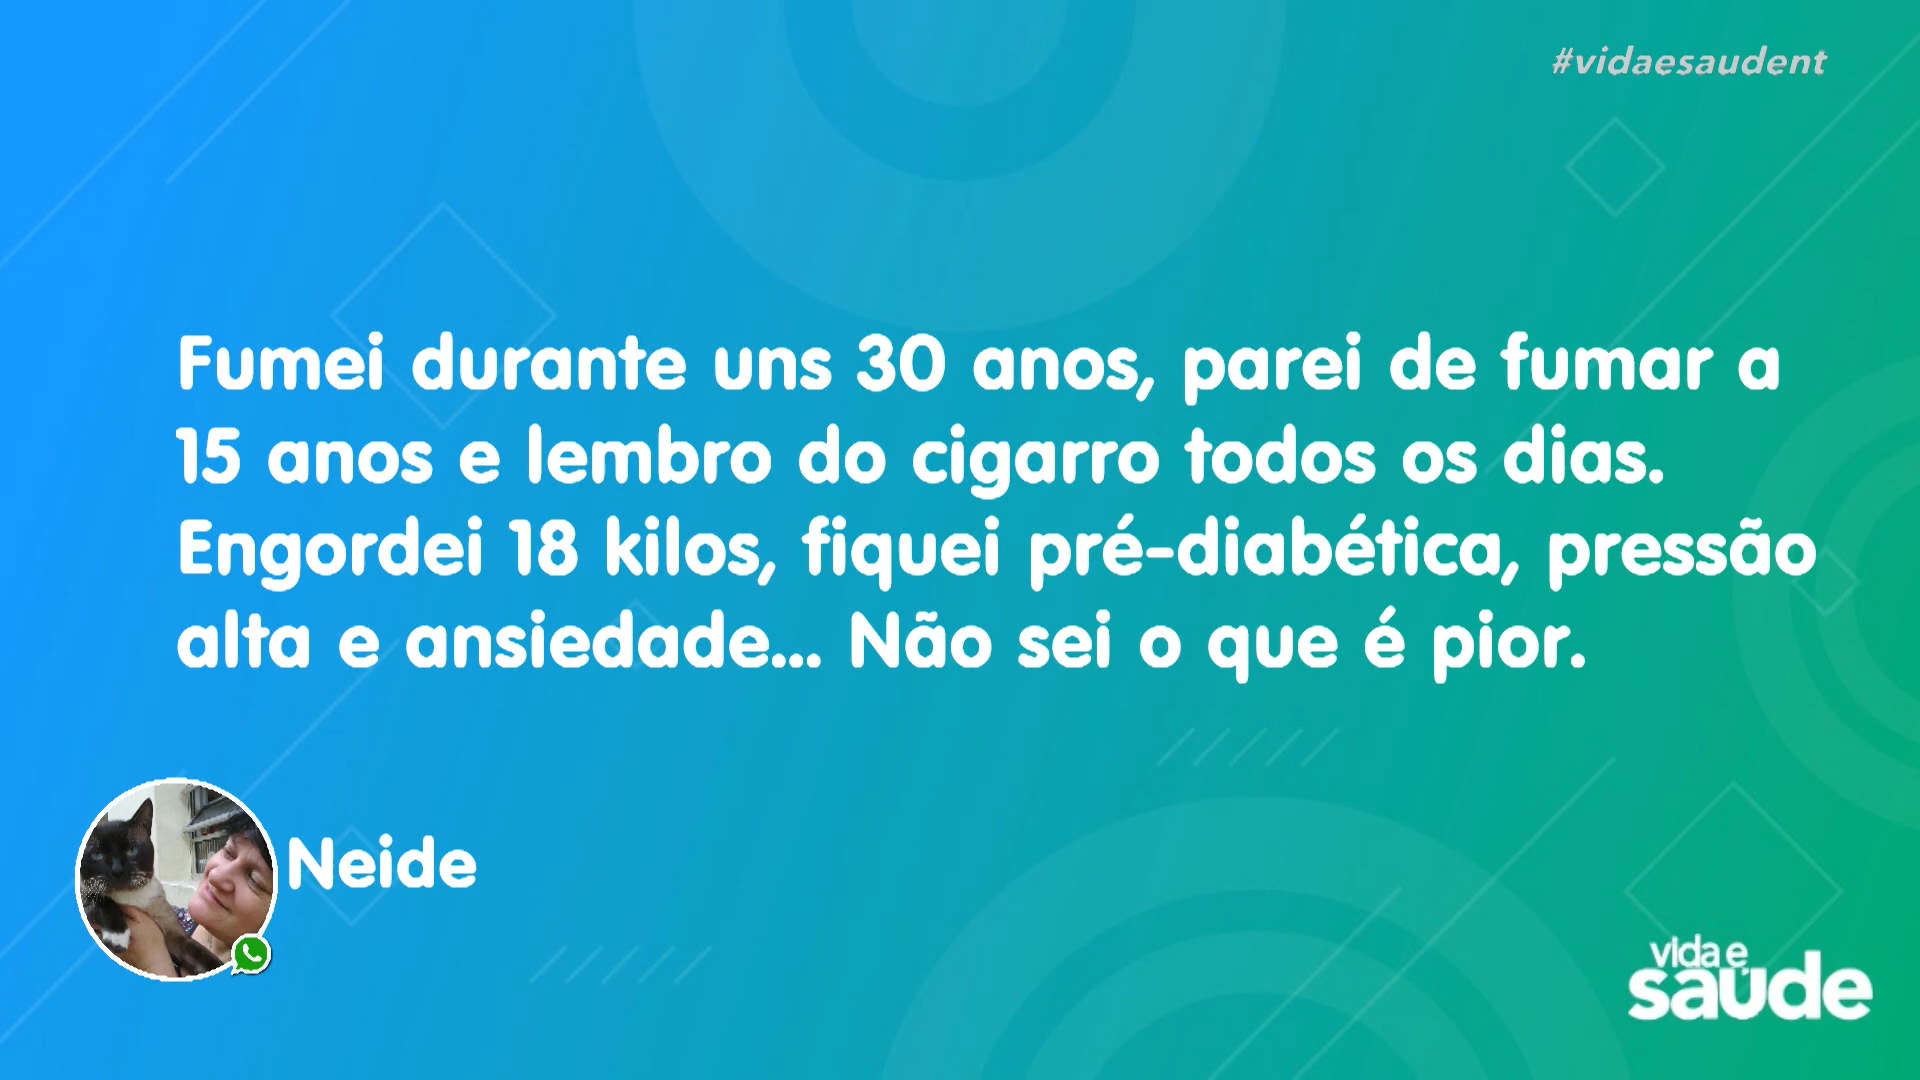 #vidaesaudent
Fumei durante uns 30 anos, parei de fumar a
15 anos e lembro do cigarro todos os dias.
Engordei 18 kilos, fiquei pré-diabética, pressão
alta e ansiedade... Não sei o que é pior.
Neide
vida e
saúde